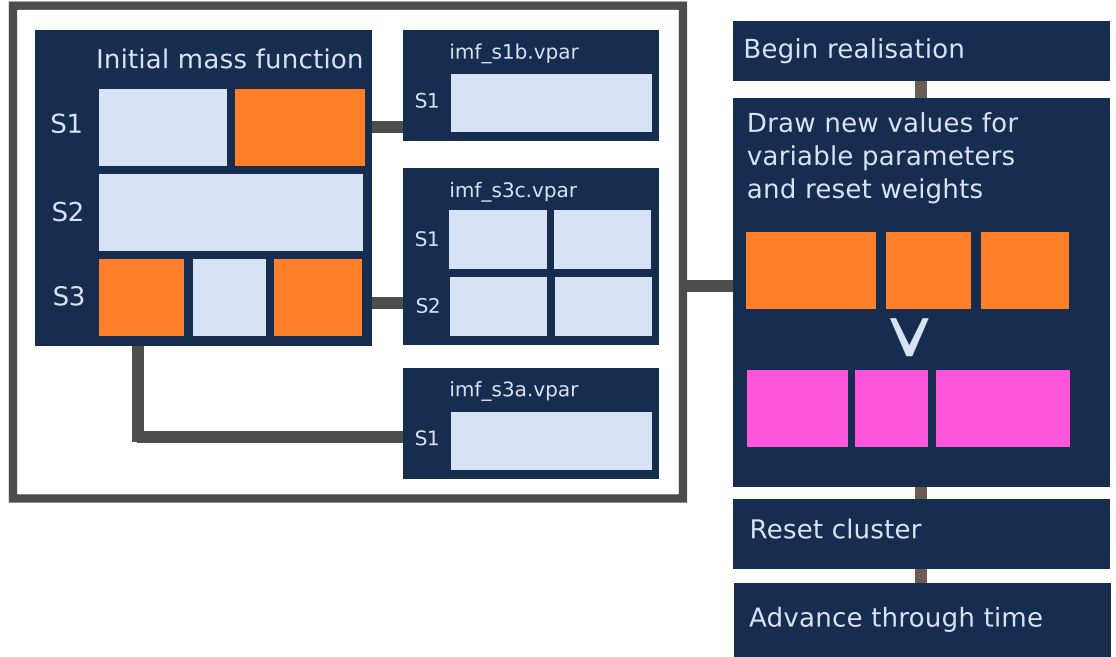 Initial mass function
S1
S2
S3
imf_s1b.vpar
S1
imf_s3c.vpar
S1
S2
imf_s3a.vpar
S1
Begin realisation
Draw new values for
variable parameters
and reset weights
Reset cluster
Advance through time